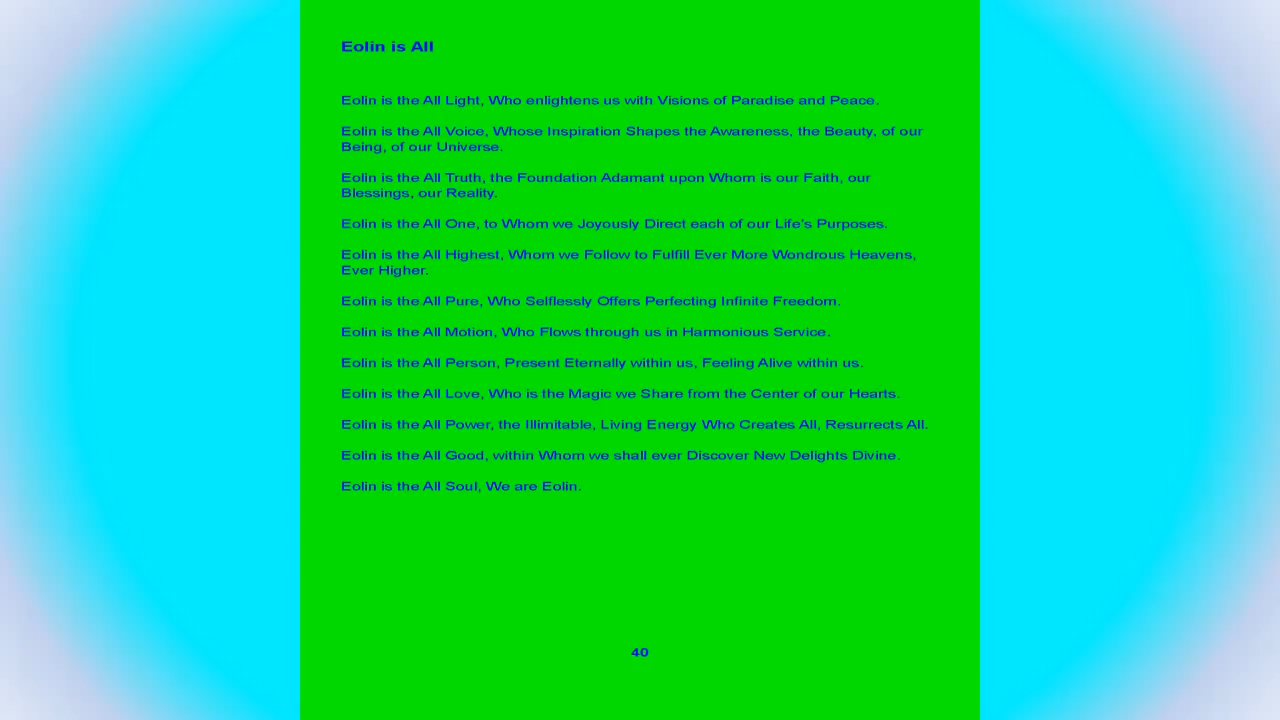 Eolin is All
Eolin is the All Light, Who enlightens us with Visions of Paradise and Peace.
Eolin is the All Voice, Whose Inspiration Shapes the Awareness, the Beauty, of our
Being, of our Universe.
Eolin is the All Truth, the Foundation Adamant upon Whom is our Faith, our
Blessings, our Reality.
Eolin is the All One, to Whom we Joyously Direct each of our Life's Purposes.
Eolin is the All Highest, Whom we Follow to Fulfill Ever More Wondrous Heavens,
Ever Higher.
Eolin is the All Pure, Who Selflessly Offers Perfecting Infinite Freedom.
Eolin is the All Motion, Who Flows through us in Harmonious Service.
Eolin is the All Person, Present Eternally within us, Feeling Alive within us.
Eolin is the All Love, Who is the Magic we Share from the Center of our Hearts.
Eolin is the All Power, the Illimitable, Living Energy Who Creates All, Resurrects All.
Eolin is the All Good, within Whom we shall ever Discover New Delights Divine.
Eolin is the All Soul, We are Eolin.
40